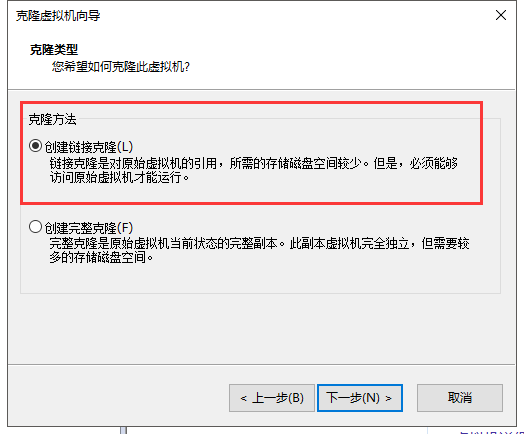 克隆虚拟机向导
克隆类型
您希望如何克隆此虚拟机?
克隆方法
创建链接克隆(L)
链接克隆是对原始虚拟机的引用，所需的存储磁盘空间较少。但是，必须能够
访问原始虚拟机才能运行。
创建完整克隆(F)
完整克隆是原始虚拟机当前状态的完整副本。此副本虚拟机完全独立，但需要较
多的存储磁盘空间。
< 上一步(B) 下一步(N) > 取消